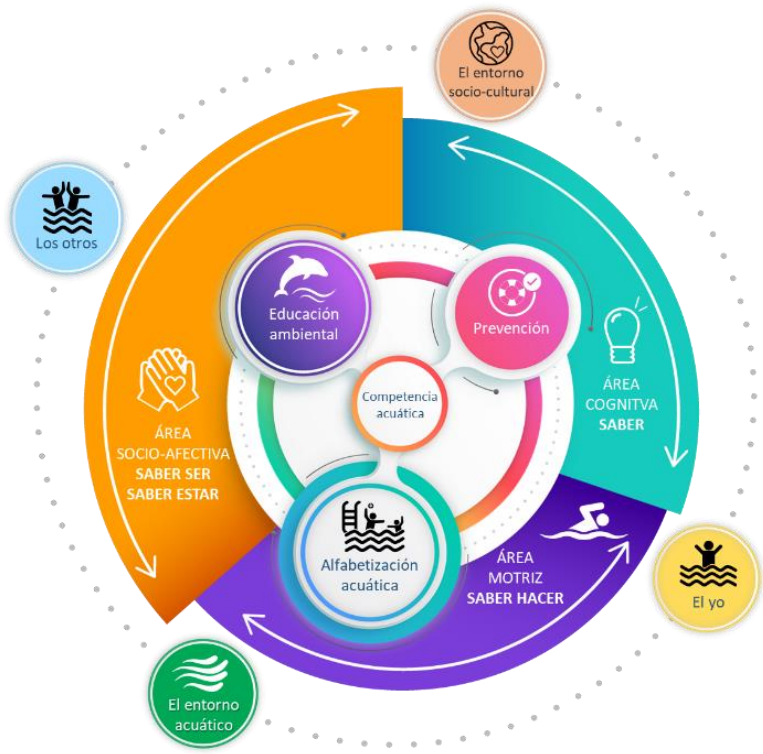 El entorno
socio-cultural
Los otros
Educación
ambiental
Prevención
ÁREA
COGNITVA
SABER
Competencia
acuática
ÁREA
SOCIO-AFECTIVA
SABER SER
SABER ESTAR
Alfabetización
acuática
ÁREA
MOTRIZ
SABER HACER
El yo
El entorno
acuático